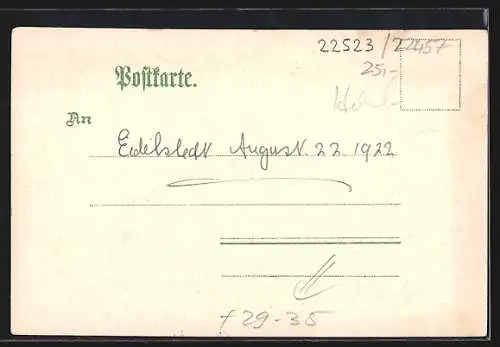 22523 / 22457
25,-
Postkarte.
An
Eidelstedt August. 22. 1922
+ 29-35